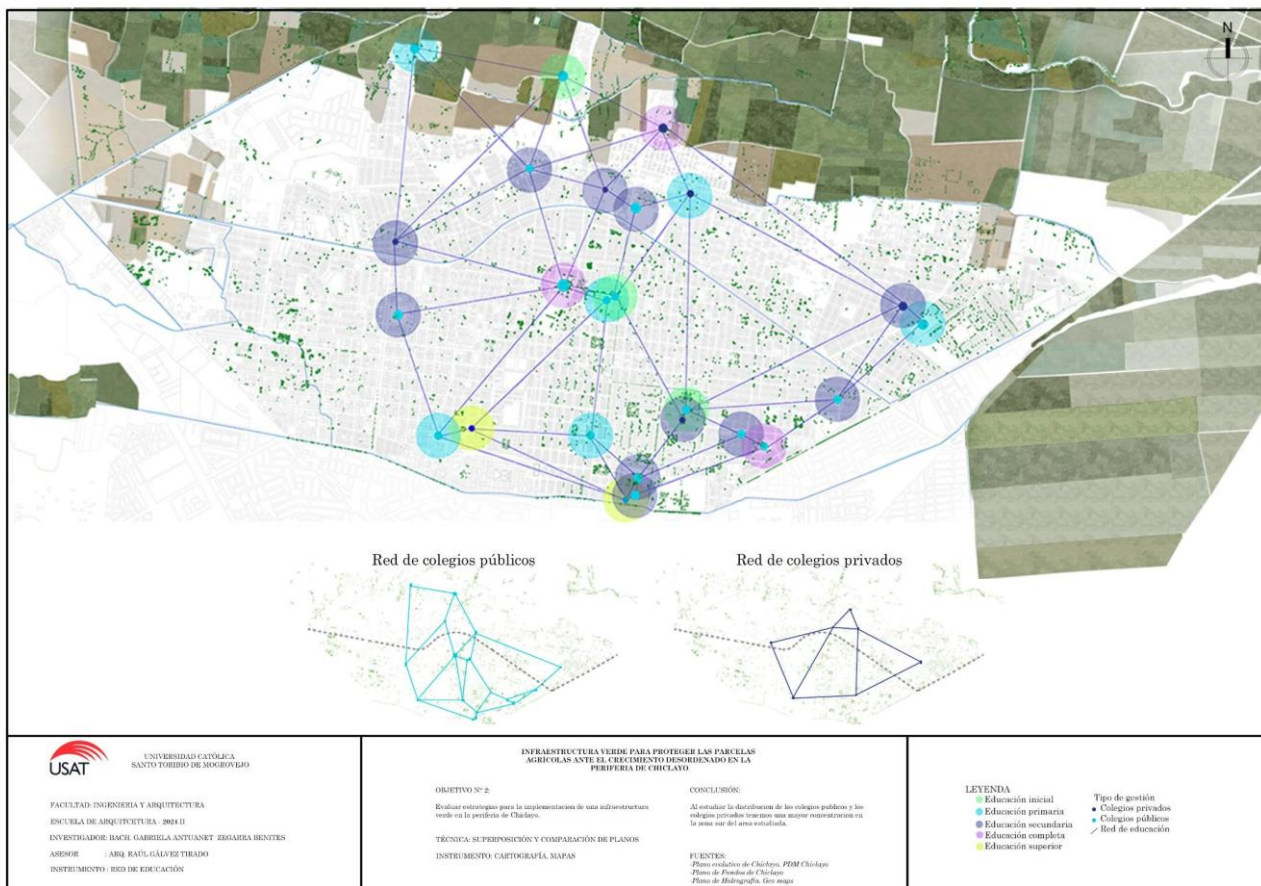 N
Red de colegios públicos
Red de colegios privados
USAT
UNIVERSIDAD CATÓLICA
SANTO TORIBIO DE MOGROVEJO
FACULTAD: INGENIERIA Y ARQUITECTURA
ESCUELA DE ARQUITCETURA - 2024 II
INVESTIGADOR: BACH. GABRIELA ANTUANET ZEGARRA BENITES
ASESOR : ARQ. RAÚL GÁLVEZ TIRADO
INSTRUMENTO : RED DE EDUCACIÓN
INFRAESTRUCTURA VERDE PARA PROTEGER LAS PARCELAS
AGRÍCOLAS ANTE EL CRECIMIENTO DESORDENADO EN LA
PERIFERIA DE CHICLAYO
OBJETIVO N° 2:
Evaluar estrategias para la implementacion de una infraestructura
verde en la periferia de Chiclayo.
TÉCNICA: SUPERPOSICIÓN Y COMPARACIÓN DE PLANOS
INSTRUMENTO: CARTOGRAFÍA, MAPAS
CONCLUSIÓN:
Al estudiar la distribucion de los colegios publicos y los
colegios privados tenemos una mayor concentracion en
la zona sur del area estudiada.
FUENTES:
-Plano evolutivo de Chiclayo. PDM Chiclayo
-Plano de Fondos de Chiclayo
-Plano de Hidrografía. Geo maps
LEYENDA
Educación inicial
Educación primaria
Educación secundaria
Educación completa
Educación superior
Tipo de gestión
Colegios privados
Colegios públicos
Red de educación